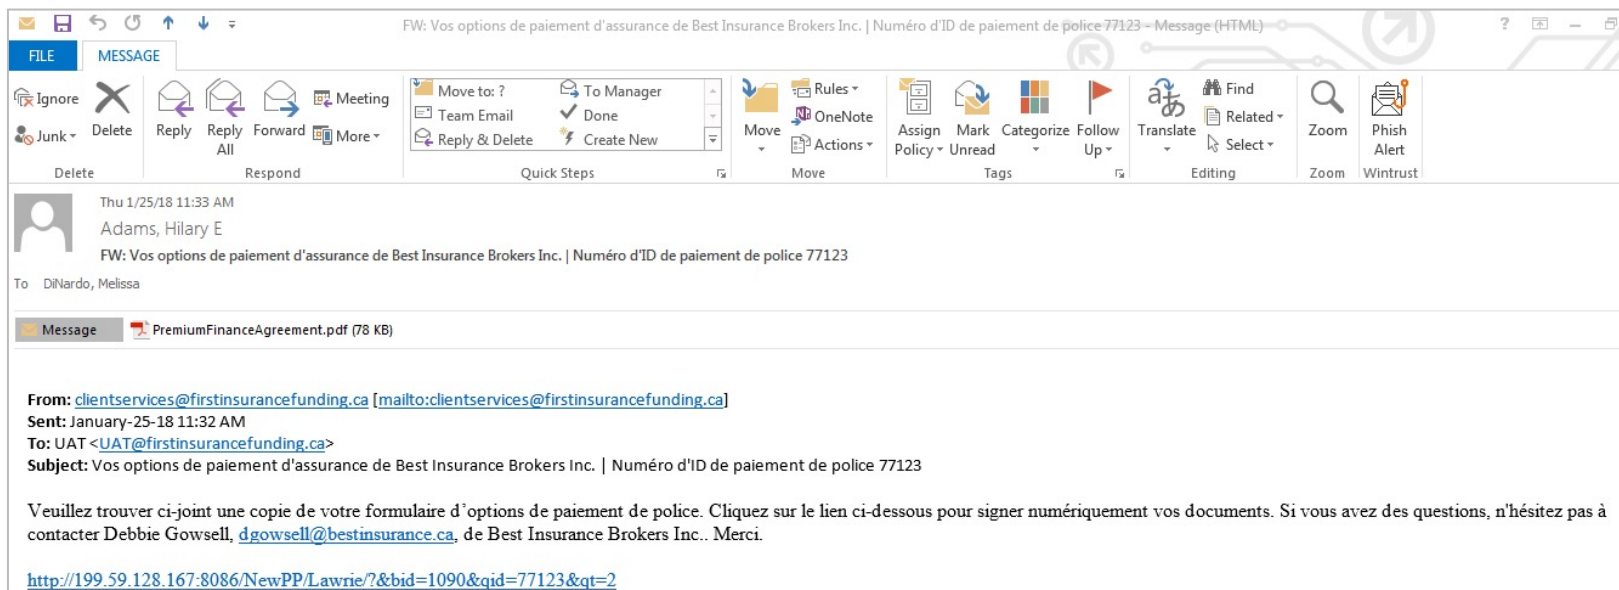 FW: Vos options de paiement d'assurance de Best Insurance Brokers Inc. | Numéro d'ID de paiement de police 77123 - Message (HTML)
FILE MESSAGE
Ignore
Junk
Delete
Reply
Reply All
Forward
Meeting
More
Move to: ?
Team Email
Reply & Delete
To Manager
Done
Create New
Move
Rules
OneNote
Actions
Assign Policy
Mark Unread
Categorize
Follow Up
Translate
Find
Related
Select
Zoom
Phish Alert
Delete Respond Quick Steps Move Tags Editing Zoom Wintrust
Thu 1/25/18 11:33 AM
Adams, Hilary E
FW: Vos options de paiement d'assurance de Best Insurance Brokers Inc. | Numéro d'ID de paiement de police 77123
To DiNardo, Melissa
Message PremiumFinanceAgreement.pdf (78 KB)
From: clientservices@firstinsurancefunding.ca [mailto:clientservices@firstinsurancefunding.ca]
Sent: January-25-18 11:32 AM
To: UAT <UAT@firstinsurancefunding.ca>
Subject: Vos options de paiement d'assurance de Best Insurance Brokers Inc. | Numéro d'ID de paiement de police 77123
Veuillez trouver ci-joint une copie de votre formulaire d’options de paiement de police. Cliquez sur le lien ci-dessous pour signer numériquement vos documents. Si vous avez des questions, n'hésitez pas à
contacter Debbie Gowsell, dgowsell@bestinsurance.ca, de Best Insurance Brokers Inc.. Merci.
http://199.59.128.167:8086/NewPP/Lawrie/?&bid=1090&qid=77123&qt=2